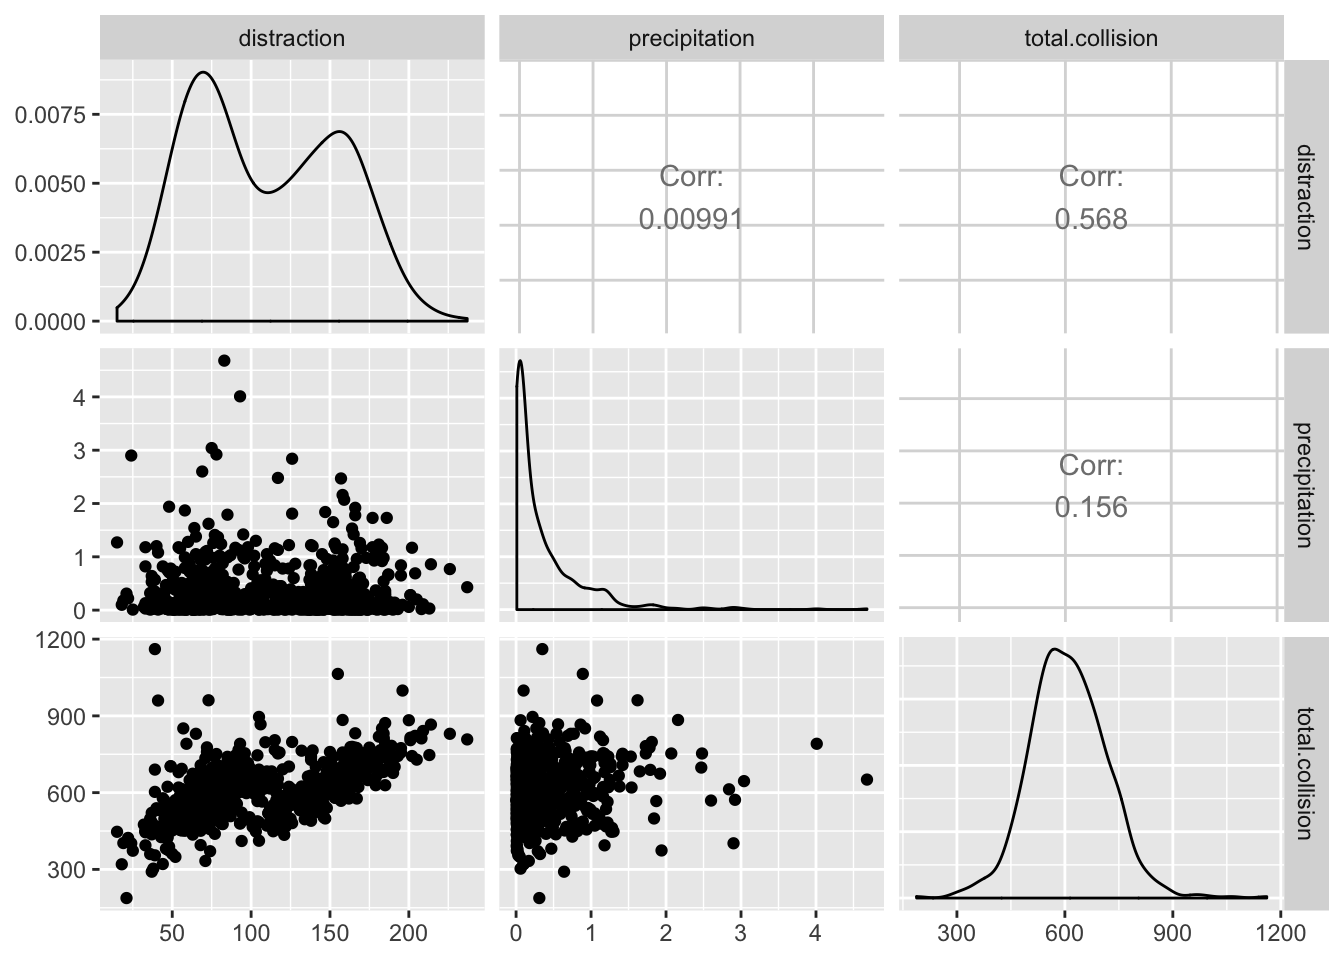 distraction
precipitation
total.collision
0.0075
0.0050
0.0025
0.0000
Corr:
0.00991
Corr:
0.568
distraction
4
3
2
1
0
Corr:
0.156
precipitation
1200
900
600
300
total.collision
50 100 150 200
0 1 2 3 4
300 600 900 1200